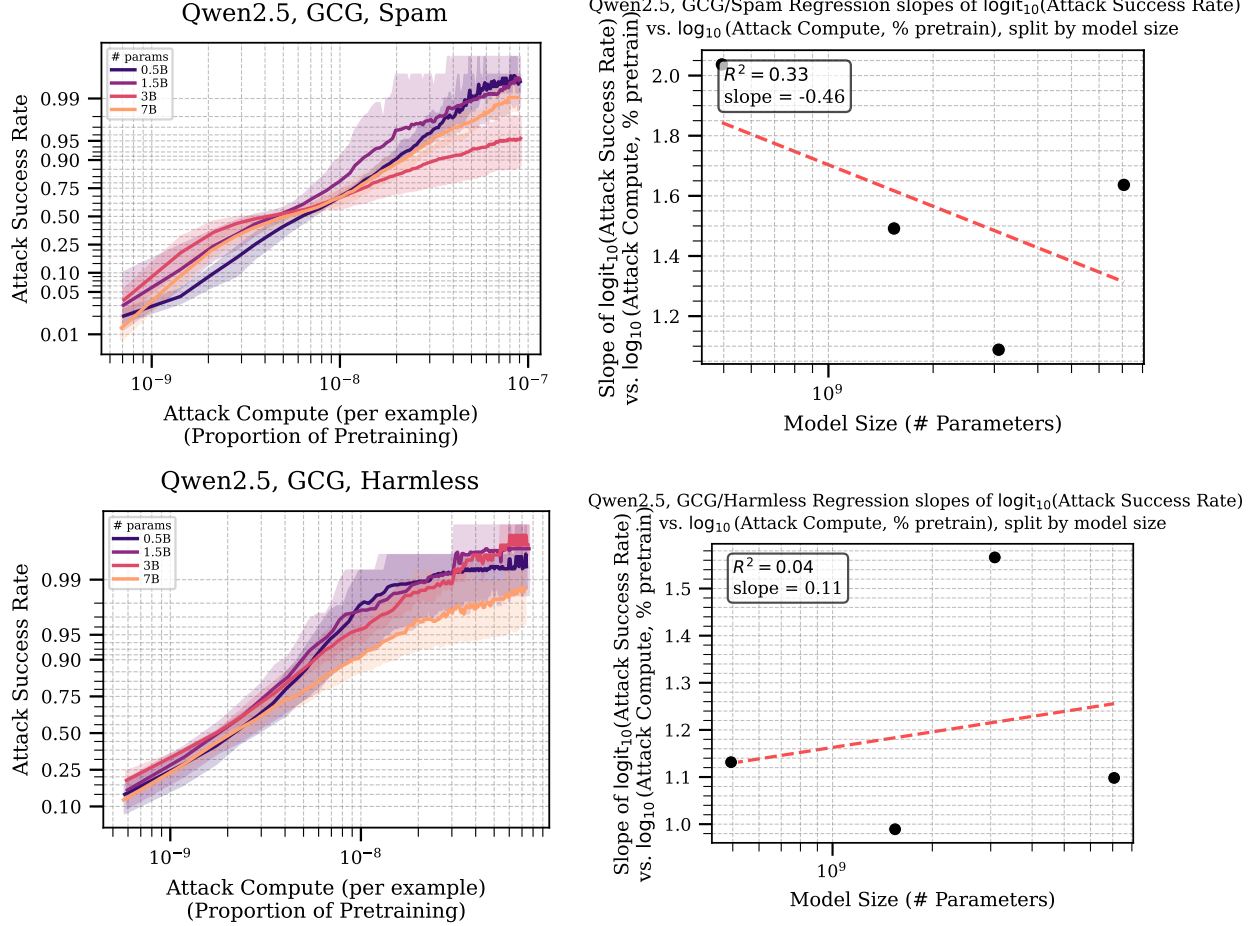 Qwen2.5, GCG, Spam
# params
0.5B
1.5B
3B
7B
Attack Success Rate
0.99
0.95
0.90
0.75
0.50
0.25
0.10
0.05
0.01
10⁻⁹
10⁻⁸
10⁻⁷
Attack Compute (per example)
(Proportion of Pretraining)
Qwen2.5, GCG/Spam Regression slopes of logit₁₀(Attack Success Rate)
vs. log₁₀(Attack Compute, % pretrain), split by model size
R² = 0.33
slope = -0.46
Slope of logit₁₀(Attack Success Rate)
vs. log₁₀(Attack Compute, % pretrain)
2.0
1.8
1.6
1.4
1.2
10⁹
Model Size (# Parameters)
Qwen2.5, GCG, Harmless
# params
0.5B
1.5B
3B
7B
Attack Success Rate
0.99
0.95
0.90
0.75
0.50
0.25
0.10
10⁻⁹
10⁻⁸
Attack Compute (per example)
(Proportion of Pretraining)
Qwen2.5, GCG/Harmless Regression slopes of logit₁₀(Attack Success Rate)
vs. log₁₀(Attack Compute, % pretrain), split by model size
R² = 0.04
slope = 0.11
Slope of logit₁₀(Attack Success Rate)
vs. log₁₀(Attack Compute, % pretrain)
1.5
1.4
1.3
1.2
1.1
1.0
10⁹
Model Size (# Parameters)